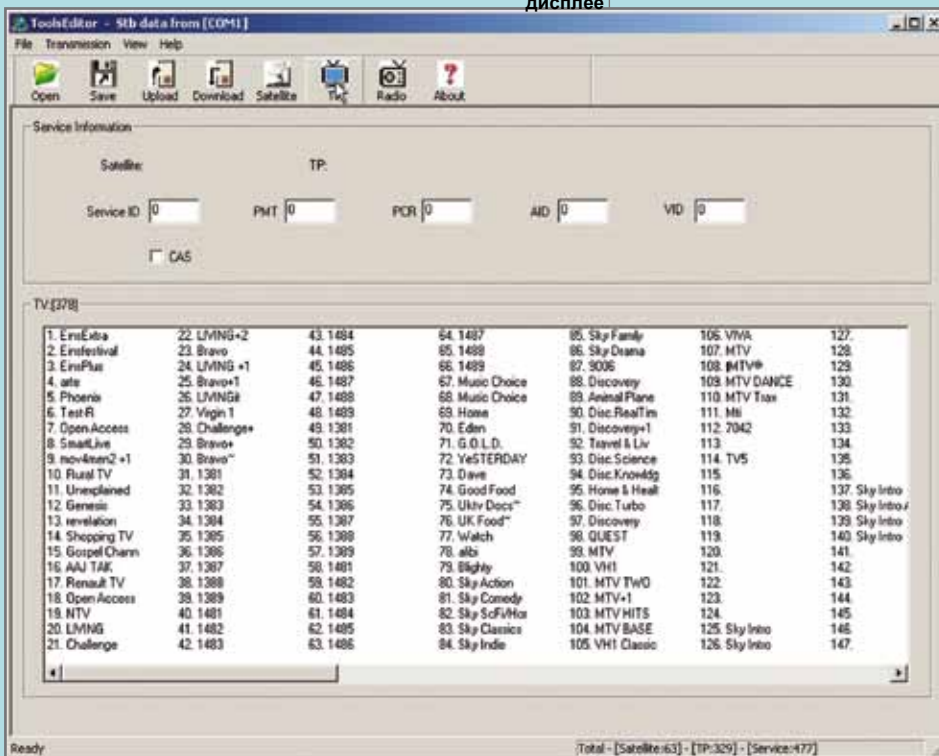 дисплее
ToolsEditor - Stb data from [COM1]
File Transmission View Help
Open Save Upload Download Satellite TV Radio About
Service Information
Satellite: TP:
Service ID 0 PMT 0 PCR 0 AID 0 VID 0
CAS
TV:[378]
1. EinsExtra 22. LIVING+2 43. 1484 64. 1487 85. Sky Family 106. VIVA 127.
2. Einsfestival 23. Bravo 44. 1485 65. 1488 86. Sky Drama 107. MTV 128.
3. EinsPlus 24. LIVING +1 45. 1486 66. 1489 87. 9006 108. MTV® 129.
4. arte 25. Bravo+1 46. 1487 67. Music Choice 88. Discovery 109. MTV DANCE 130.
5. Phoenix 26. LIVINGit 47. 1488 68. Music Choice 89. Animal Plane 110. MTV Trax 131.
6. Test-R 27. Virgin 1 48. 1489 69. Home 90. Disc.RealTim 111. 132.
7. Open Access 28. Challenge+ 49. 1381 70. Eden 91. Discovery+1 112. 7042 133.
8. SmartLive 29. Bravo+ 50. 1382 71. G.O.L.D. 92. Travel & Liv 113. 134.
9. mov4men2 +1 30. Bravo~ 51. 1383 72. YeSTERDAY 93. Disc.Science 114. TV5 135.
10. Rural TV 31. 1381 52. 1384 73. Dave 94. Disc.Knowldg 115. 136.
11. Unexplained 32. 1382 53. 1385 74. Good Food 95. Home & Healt 116. 137. Sky Intro
12. Genesis 33. 1383 54. 1386 75. Uktv Docs~ 96. Disc.Turbo 117. 138. Sky Intro
13. revelation 34. 1384 55. 1387 76. UK Food~ 97. Discovery 118. 139. Sky Intro
14. Shopping TV 35. 1385 56. 1388 77. Watch 98. QUEST 119. 140. Sky Intro
15. Gospel Chann 36. 1386 57. 1389 78. alibi 99. MTV 120. 141.
16. AAJ TAK 37. 1387 58. 1481 79. Blighty 100. VH1 121. 142.
17. Renault TV 38. 1388 59. 1482 80. Sky Action 101. MTV TWO 122. 143.
18. Open Access 39. 1389 60. 1483 81. Sky Comedy 102. MTV+1 123. 144.
19. NTV 40. 1481 61. 1484 82. Sky SciFi/Hor 103. MTV HITS 124. 145.
20. LIVING 41. 1482 62. 1485 83. Sky Classics 104. MTV BASE 125. Sky Intro 146.
21. Challenge 42. 1483 63. 1486 84. Sky Indie 105. VH1 Classic 126. Sky Intro 147.
Ready Total - [Satellite:63] - [TP:329] - [Service:477]